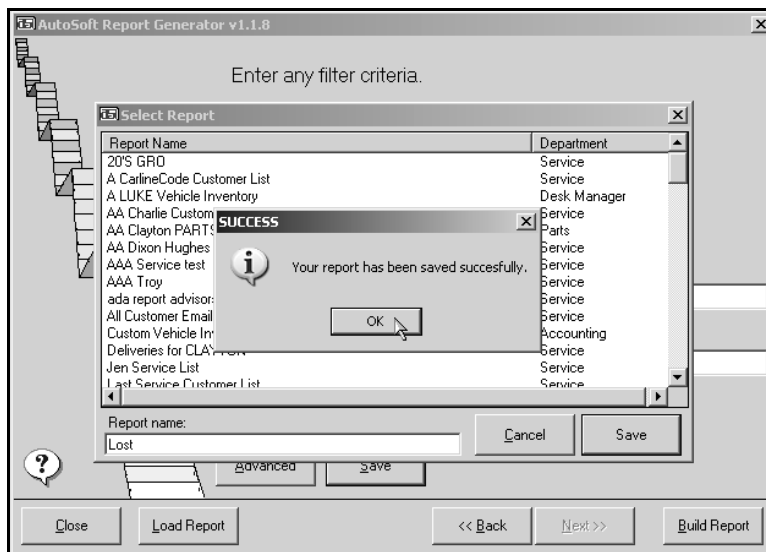 AutoSoft Report Generator v1.1.8
Enter any filter criteria.
Select Report
Report Name Department
20'S GRO Service
A CarlineCode Customer List Service
A LUKE Vehicle Inventory Desk Manager
AA Charlie Custom Service
AA Clayton PARTS Parts
AA Dixon Hughes Service
AAA Service test Service
AAA Troy Service
ada report advisor Service
All Customer Email Service
Custom Vehicle Inv Accounting
Deliveries for CLAYTON Service
Jen Service List Service
Last Service Customer List Service
SUCCESS
Your report has been saved succesfully.
OK
Report name:
Lost
Cancel
Save
Advanced
Save
?
Close
Load Report
<< Back
Next >>
Build Report